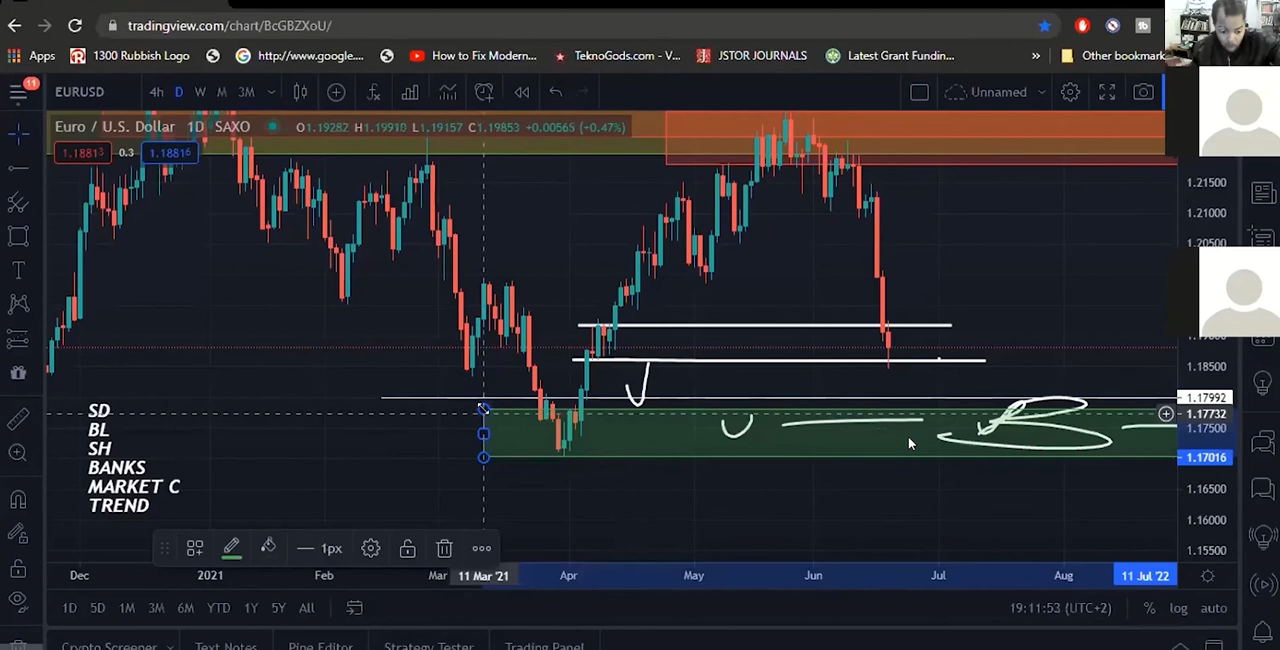 tradingview.com/chart/BcGBZXoU/
Apps 1300 Rubbish Logo http://www.google.... How to Fix Modern... TeknoGods.com - V... JSTOR JOURNALS Latest Grant Fundin... » Other bookmark
11 EURUSD 4h D W M 3M Unnamed
Euro / U.S. Dollar 1D SAXO O1.19282 H1.19910 L1.19157 C1.19853 +0.00565 (+0.47%)
1.18813 0.3 1.18816
1.21500
1.21000
1.20500
1.18500
1.17992
1.17732
1.17500
1.17016
1.16500
1.16000
1.15500
SD
BL
SH
BANKS
MARKET C
TREND
1px
Dec 2021 Feb Mar 11 Mar '21 Apr May Jun Jul Aug 11 Jul '22
1D 5D 1M 3M 6M YTD 1Y 5Y All 19:11:53 (UTC+2) % log auto
Crypto Screener Text Notes Pine Editor Strategy Tester Trading Panel